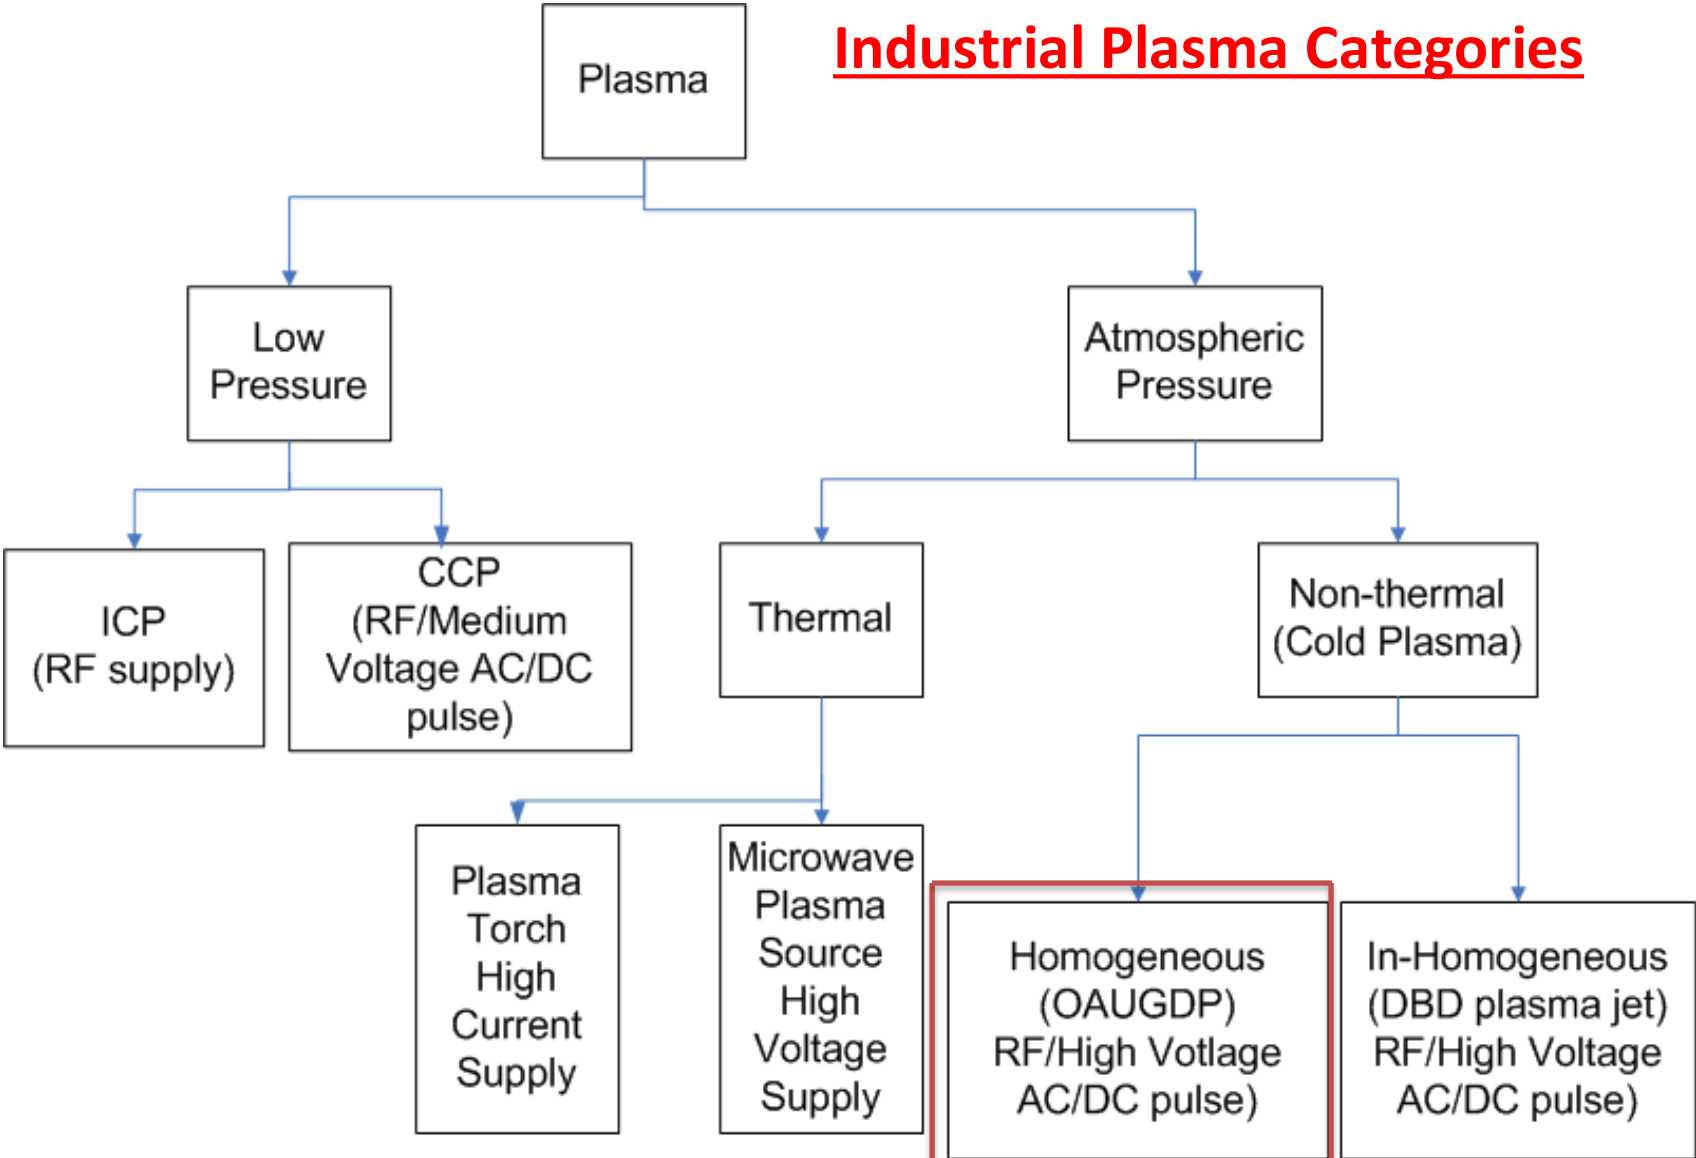 Industrial Plasma Categories
Plasma
Low
Pressure
Atmospheric
Pressure
ICP
(RF supply)
CCP
(RF/Medium
Voltage AC/DC
pulse)
Thermal
Non-thermal
(Cold Plasma)
Plasma
Torch
High
Current
Supply
Microwave
Plasma
Source
High
Voltage
Supply
Homogeneous
(OAUGDP)
RF/High Votlage
AC/DC pulse)
In-Homogeneous
(DBD plasma jet)
RF/High Voltage
AC/DC pulse)